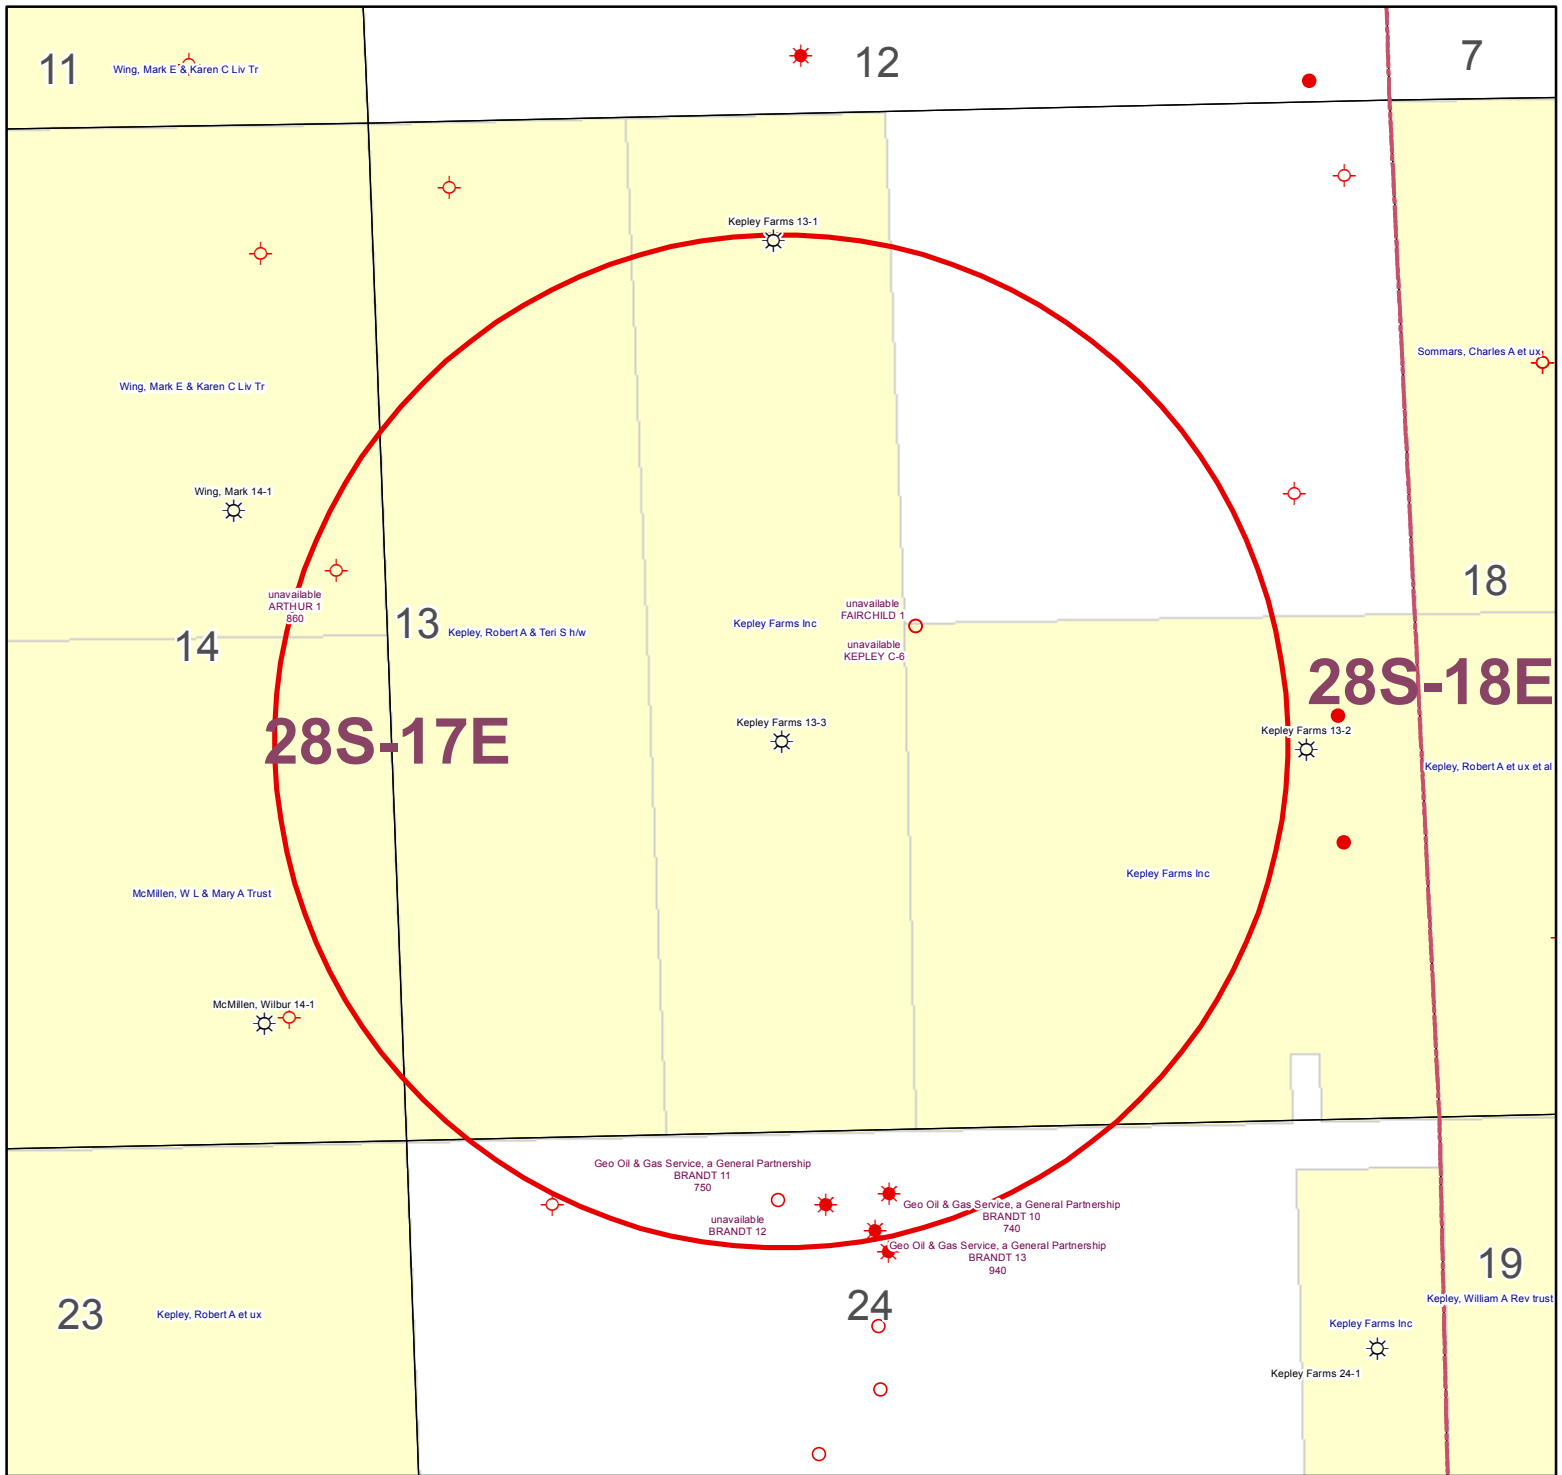 11
Wing, Mark E & Karen C Liv Tr
12
7
Kepley Farms 13-1
Sommars, Charles A et ux
Wing, Mark E & Karen C Liv Tr
Wing, Mark 14-1
unavailable
ARTHUR 1
860
14
13
Kepley, Robert A & Teri S h/w
Kepley Farms Inc
unavailable
FAIRCHILD 1
unavailable
KEPLEY C-6
18
28S-18E
28S-17E
Kepley Farms 13-3
Kepley Farms 13-2
Kepley, Robert A et ux et al
Kepley Farms Inc
McMillen, W L & Mary A Trust
McMillen, Wilbur 14-1
Geo Oil & Gas Service, a General Partnership
BRANDT 11
750
unavailable
BRANDT 12
Geo Oil & Gas Service, a General Partnership
BRANDT 10
740
Geo Oil & Gas Service, a General Partnership
BRANDT 13
940
23
Kepley, Robert A et ux
24
19
Kepley, William A Rev trust
Kepley Farms Inc
Kepley Farms 24-1